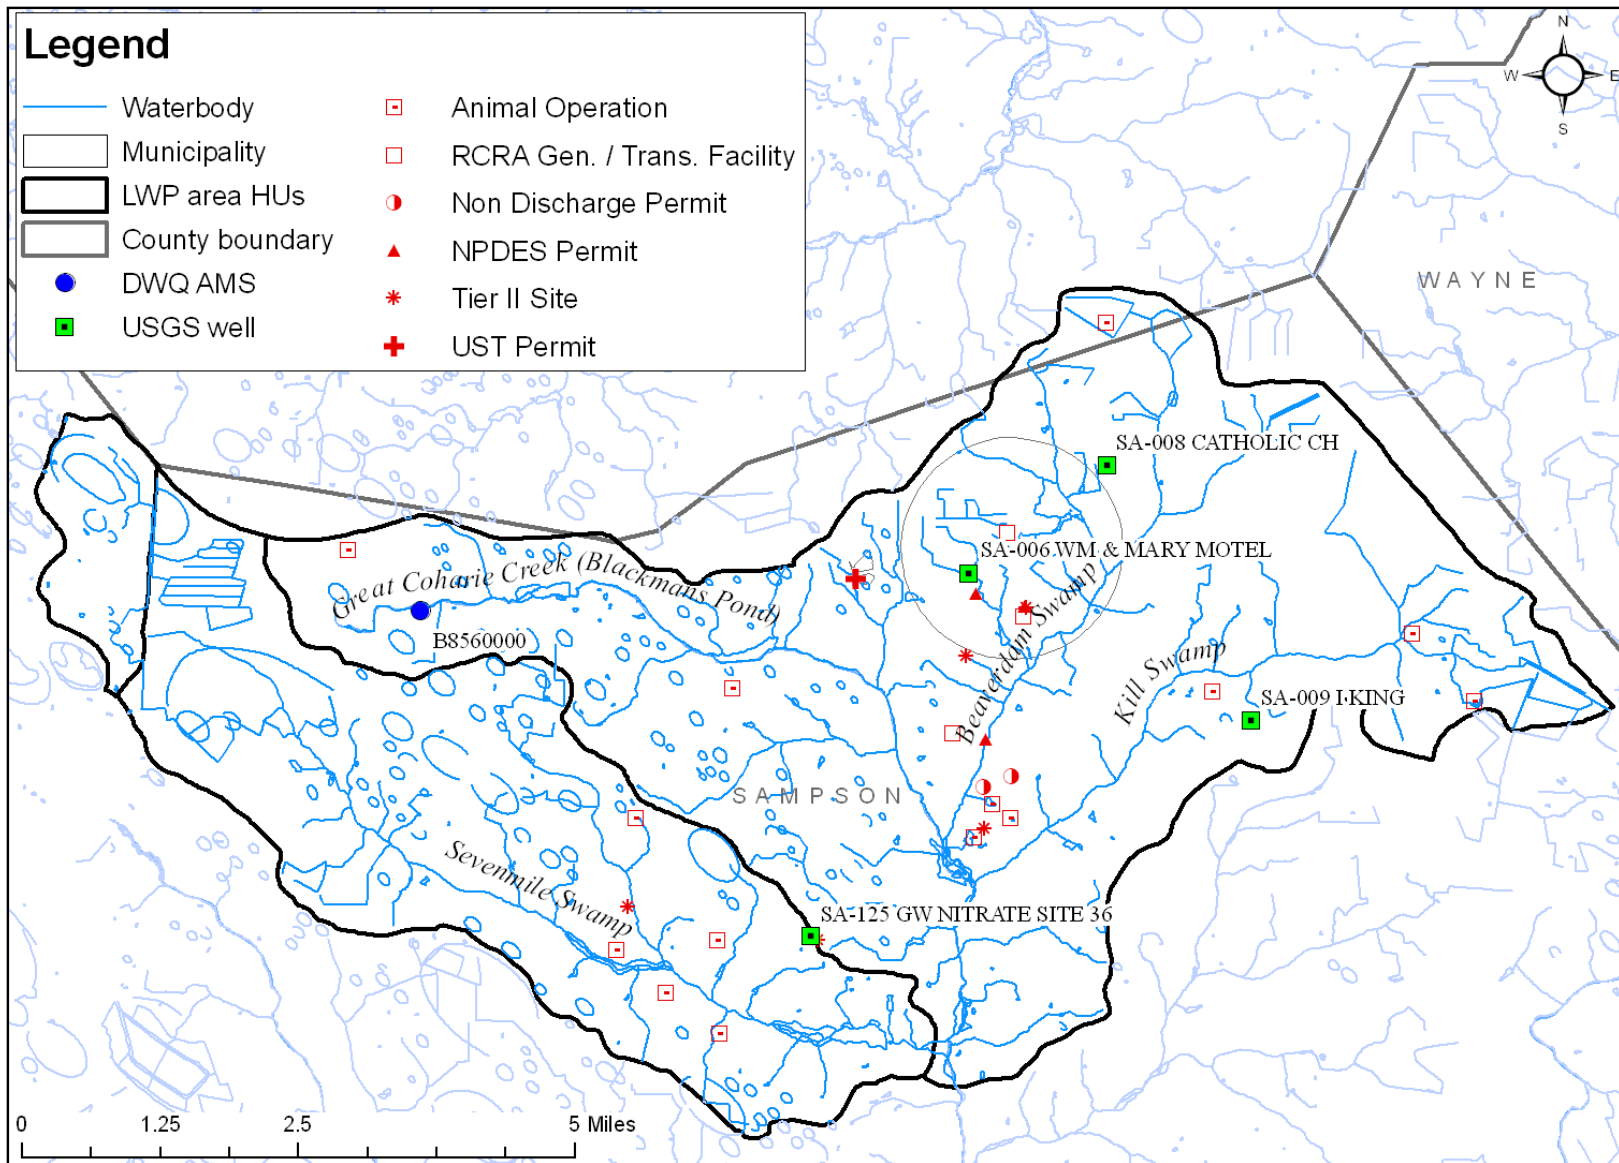 Legend
Waterbody
Municipality
LWP area HUs
County boundary
DWQ AMS
USGS well
Animal Operation
RCRA Gen. / Trans. Facility
Non Discharge Permit
NPDES Permit
Tier II Site
UST Permit
N
W
E
S
WAYNE
SA-008 CATHOLIC CH
SA-006 WM & MARY MOTEL
Great Coharie Creek (Blackmans Pond)
B8560000
Beaverdam Swamp
Kill Swamp
SA-009 I KING
SAMPSON
Sevenmile Swamp
SA-125 GW NITRATE SITE 36
0 1.25 2.5 5 Miles